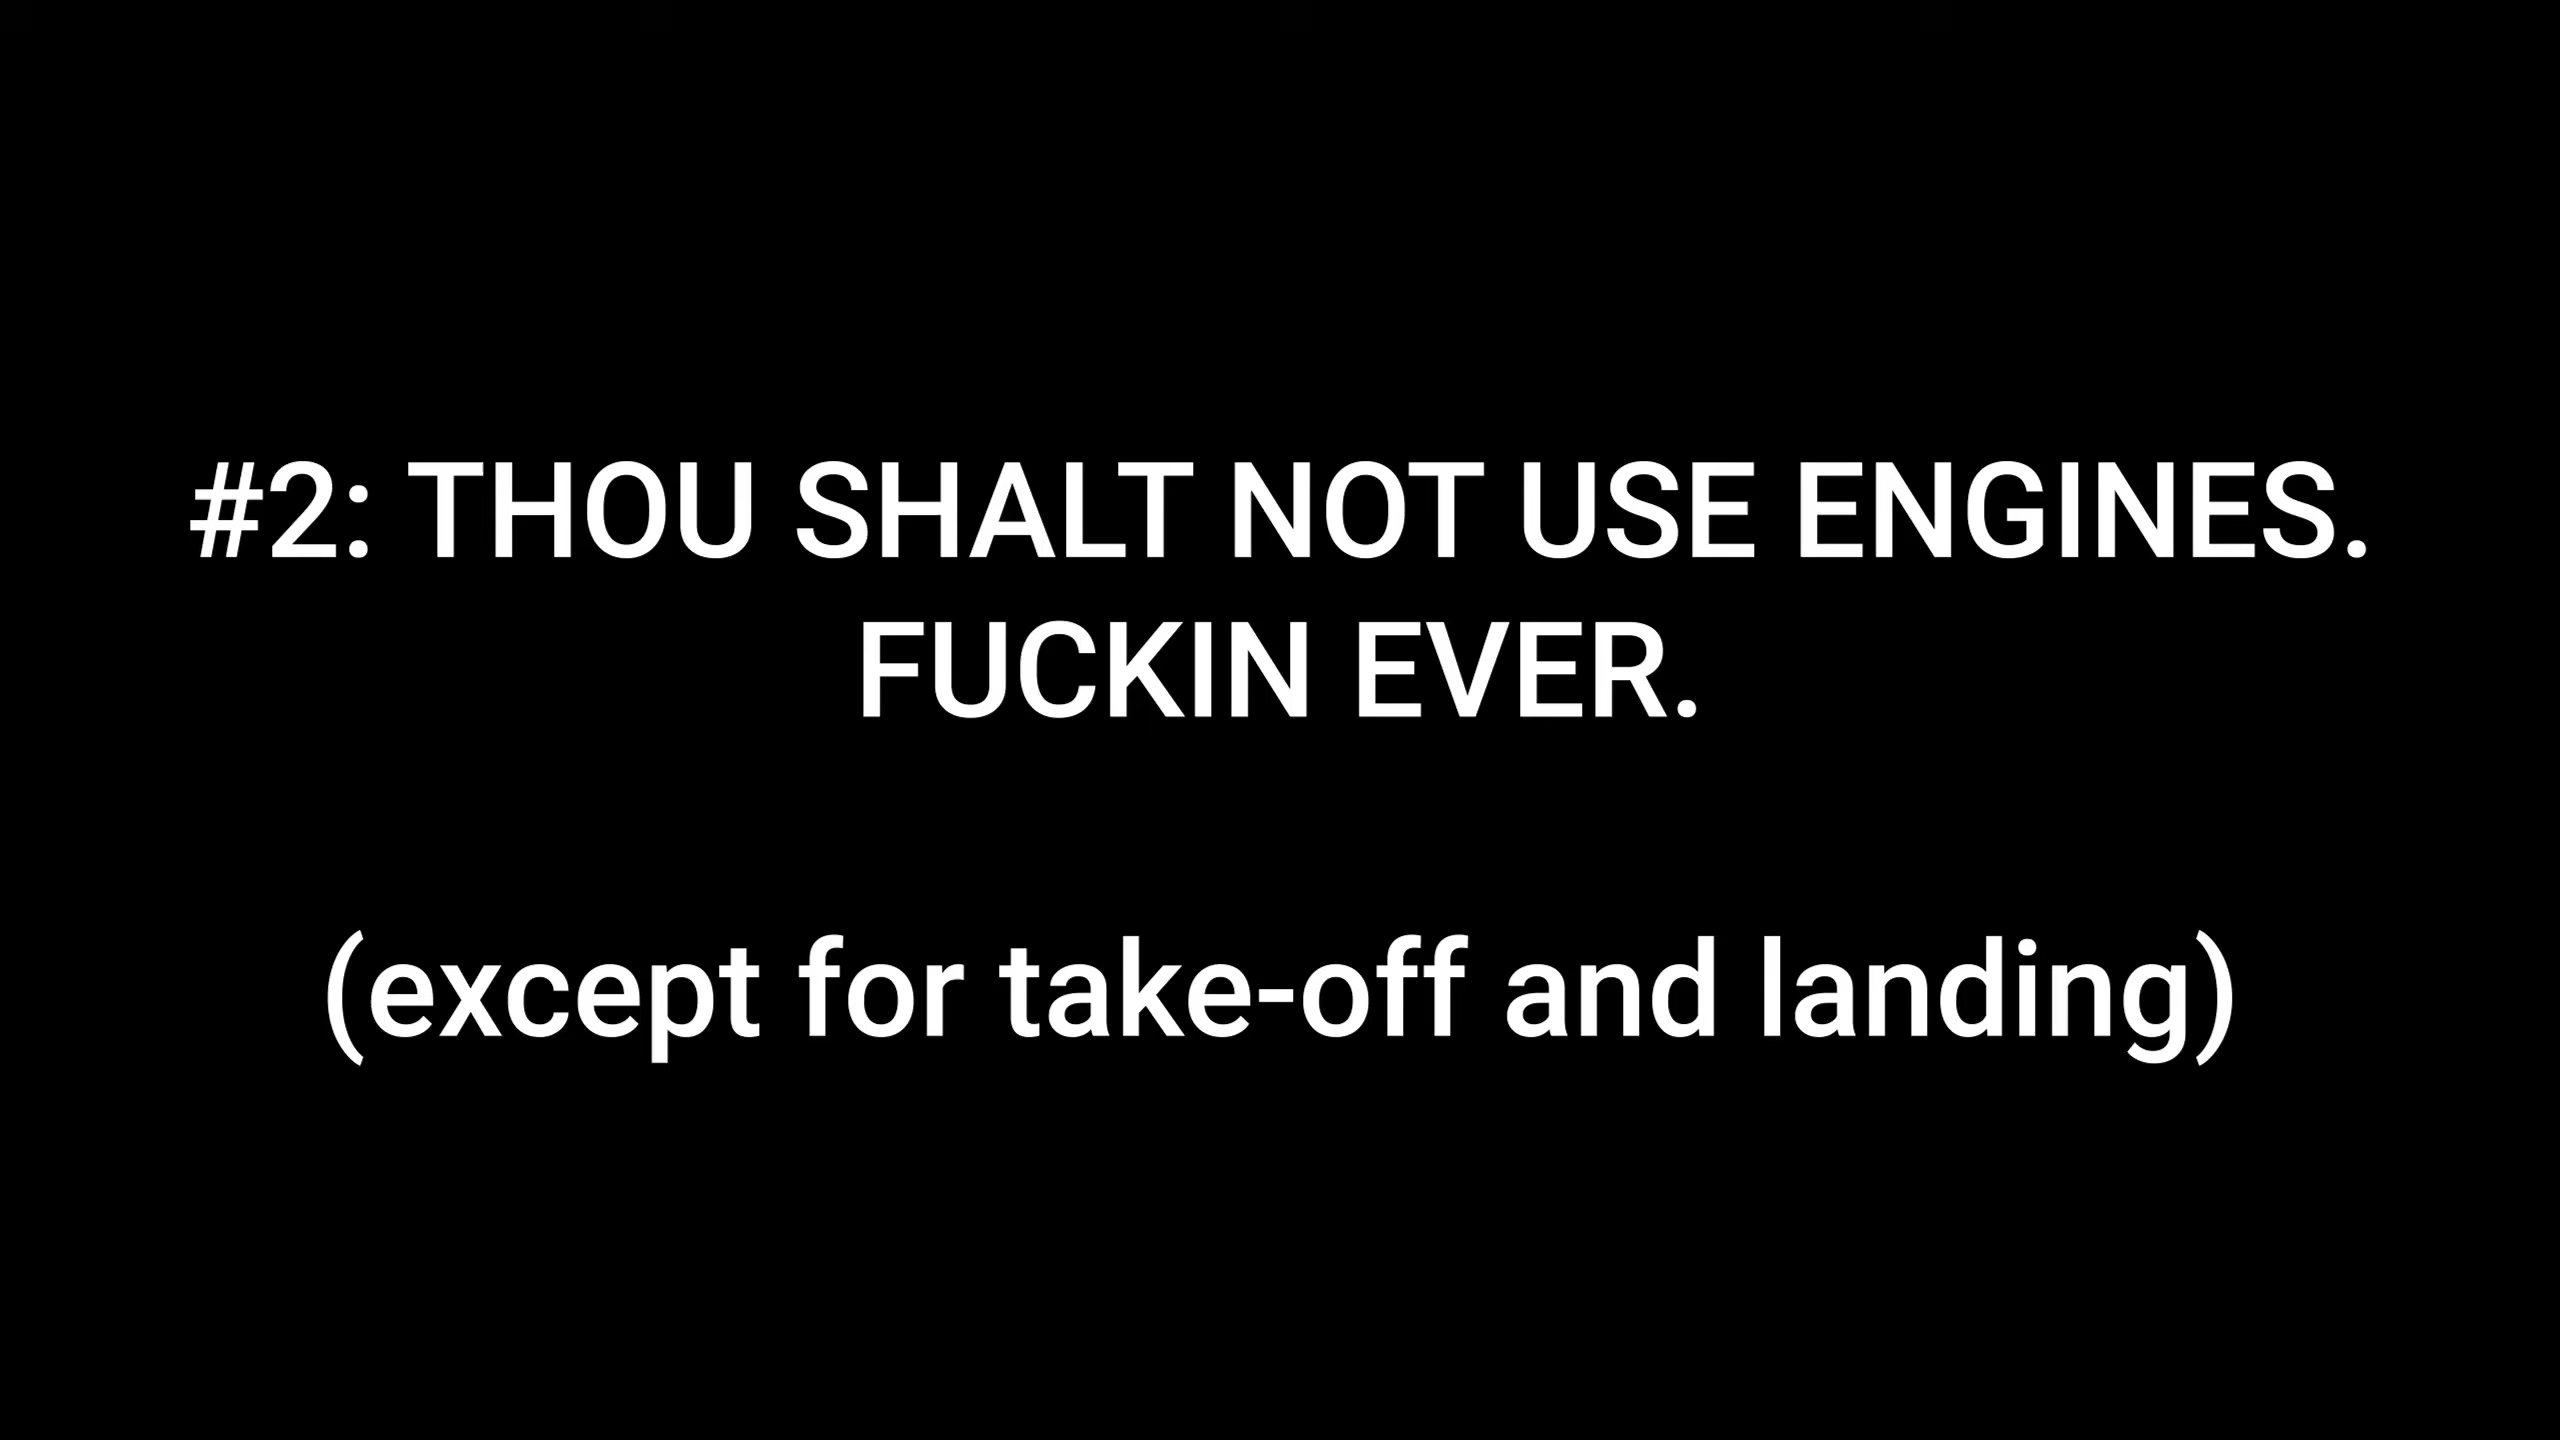 #2: THOU SHALT NOT USE ENGINES.
FUCKIN EVER.
(except for take-off and landing)